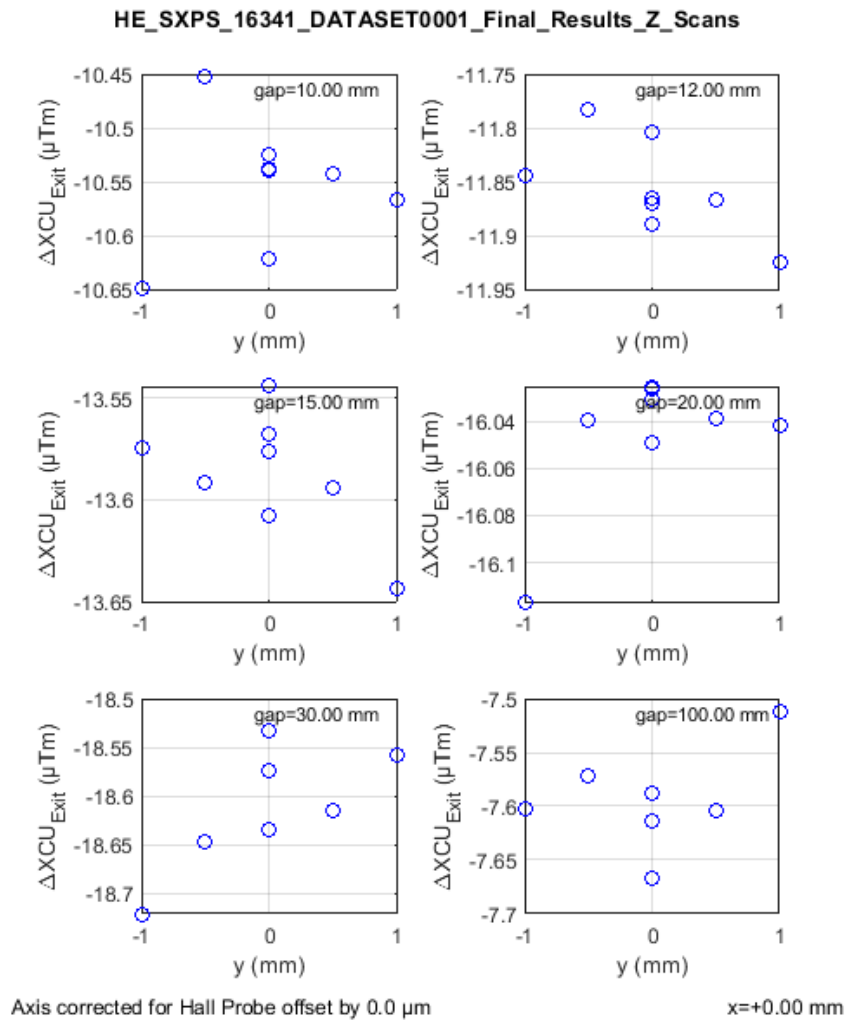 HE_SXPS_16341_DATASET0001_Final_Results_Z_Scans
-10.45
-10.5
-10.55
-10.6
-10.65
ΔXCU_Exit (μTm)
gap=10.00 mm
-1
0
1
y (mm)
-11.75
-11.8
-11.85
-11.9
-11.95
ΔXCU_Exit (μTm)
gap=12.00 mm
-1
0
1
y (mm)
-13.55
-13.6
-13.65
ΔXCU_Exit (μTm)
gap=15.00 mm
-1
0
1
y (mm)
-16.04
-16.06
-16.08
-16.1
ΔXCU_Exit (μTm)
gap=20.00 mm
-1
0
1
y (mm)
-18.5
-18.55
-18.6
-18.65
-18.7
ΔXCU_Exit (μTm)
gap=30.00 mm
-1
0
1
y (mm)
-7.5
-7.55
-7.6
-7.65
-7.7
ΔXCU_Exit (μTm)
gap=100.00 mm
-1
0
1
y (mm)
Axis corrected for Hall Probe offset by 0.0 μm
x=+0.00 mm